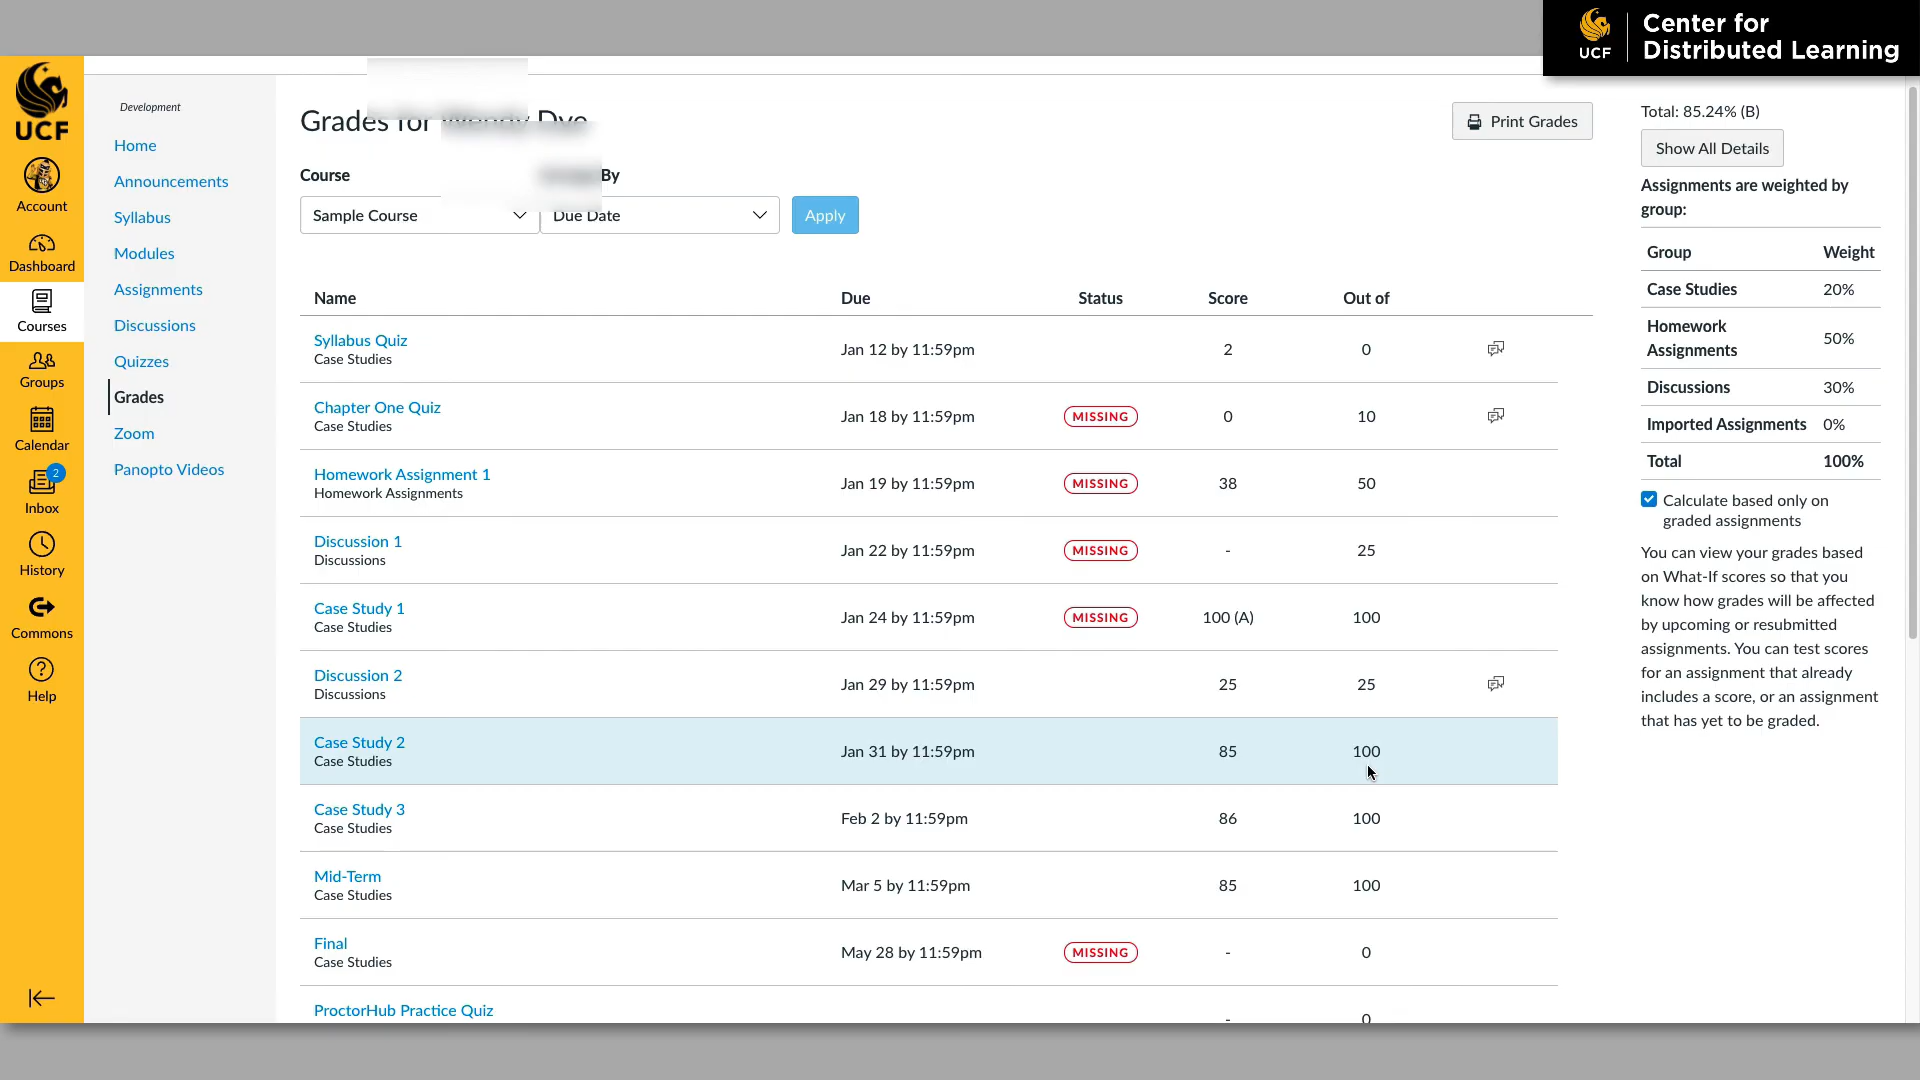 UCF
Center for
Distributed Learning
UCF
Account
Dashboard
Courses
Groups
Calendar
2
Inbox
History
Commons
Help
Development
Home
Announcements
Syllabus
Modules
Assignments
Discussions
Quizzes
Grades
Zoom
Panopto Videos
Grades for
Print Grades
Course
By
Sample Course
Due Date
Apply
Name Due Status Score Out of
Syllabus Quiz
Case Studies
Jan 12 by 11:59pm 2 0
Chapter One Quiz
Case Studies
Jan 18 by 11:59pm MISSING 0 10
Homework Assignment 1
Homework Assignments
Jan 19 by 11:59pm MISSING 38 50
Discussion 1
Discussions
Jan 22 by 11:59pm MISSING - 25
Case Study 1
Case Studies
Jan 24 by 11:59pm MISSING 100 (A) 100
Discussion 2
Discussions
Jan 29 by 11:59pm 25 25
Case Study 2
Case Studies
Jan 31 by 11:59pm 85 100
Case Study 3
Case Studies
Feb 2 by 11:59pm 86 100
Mid-Term
Case Studies
Mar 5 by 11:59pm 85 100
Final
Case Studies
May 28 by 11:59pm MISSING - 0
ProctorHub Practice Quiz
- 0
Total: 85.24% (B)
Show All Details
Assignments are weighted by
group:
Group Weight
Case Studies 20%
Homework
Assignments 50%
Discussions 30%
Imported Assignments 0%
Total 100%
Calculate based only on
graded assignments
You can view your grades based
on What-If scores so that you
know how grades will be affected
by upcoming or resubmitted
assignments. You can test scores
for an assignment that already
includes a score, or an assignment
that has yet to be graded.